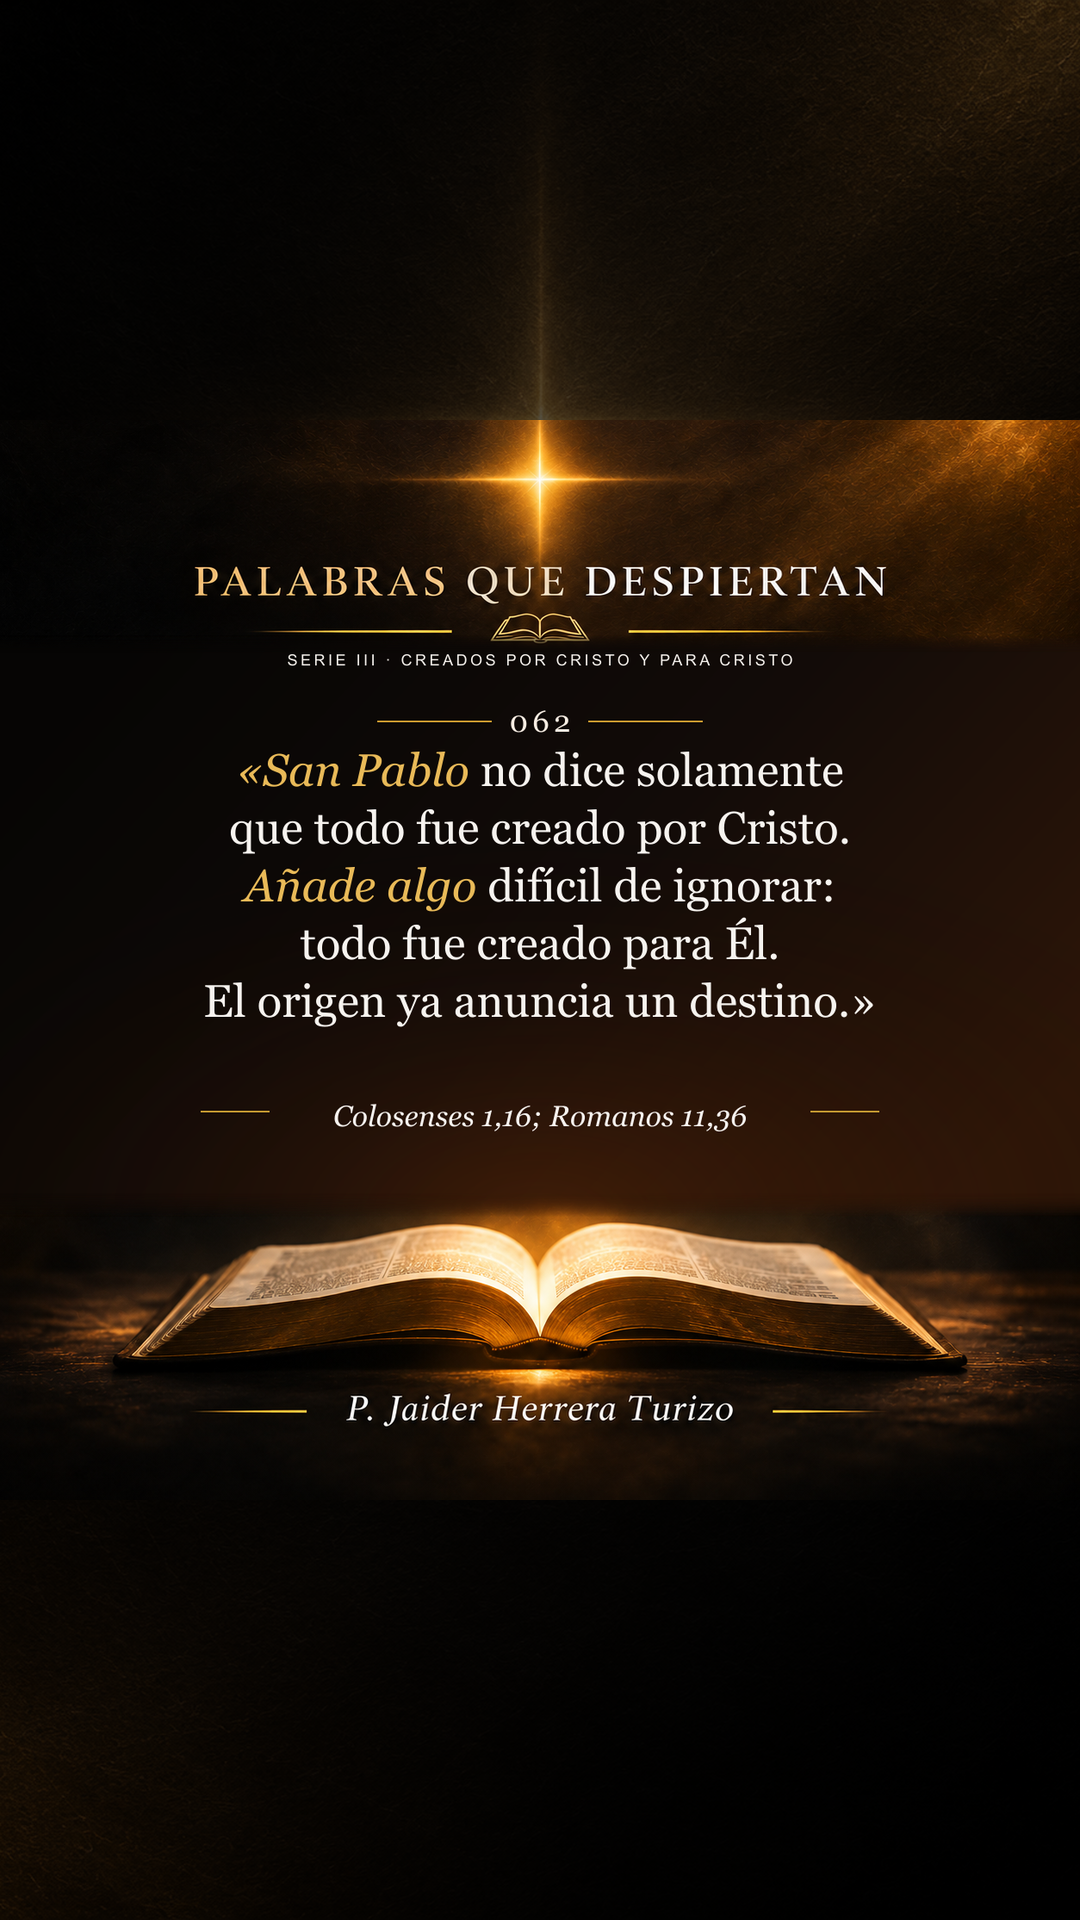 PALABRAS QUE DESPIERTAN
SERIE III · CREADOS POR CRISTO Y PARA CRISTO
062
«San Pablo no dice solamente
que todo fue creado por Cristo.
Añade algo difícil de ignorar:
todo fue creado para Él.
El origen ya anuncia un destino.»
Colosenses 1,16; Romanos 11,36
P. Jaider Herrera Turizo